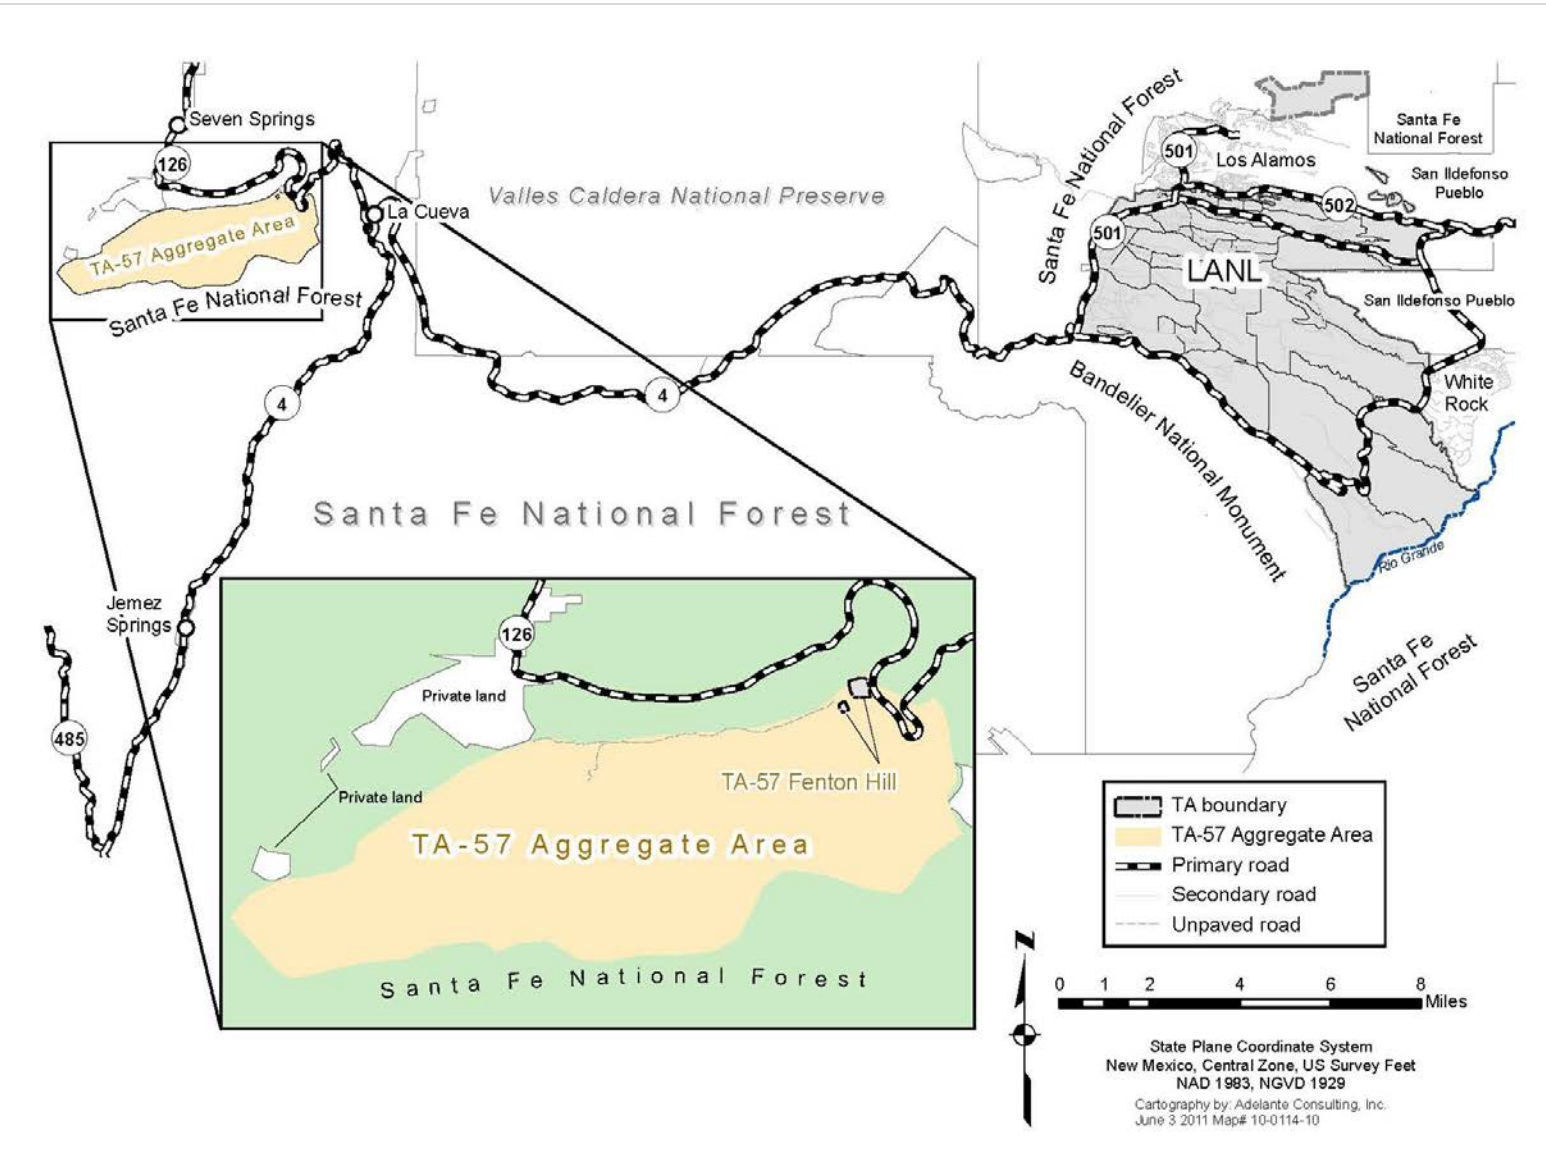 Seven Springs
126
La Cueva
TA-57 Aggregate Area
Santa Fe National Forest
Valles Caldera National Preserve
Santa Fe National Forest
501
Los Alamos
Santa Fe
National Forest
San Ildefonso
Pueblo
502
501
LANL
San Ildefonso Pueblo
White
Rock
Bandelier National Monument
Rio Grande
Santa Fe
National Forest
4
4
Santa Fe National Forest
Jemez
Springs
485
126
Private land
Private land
TA-57 Fenton Hill
TA-57 Aggregate Area
Santa Fe National Forest
TA boundary
TA-57 Aggregate Area
Primary road
Secondary road
Unpaved road
N
0 1 2 4 6 8
Miles
State Plane Coordinate System
New Mexico, Central Zone, US Survey Feet
NAD 1983, NGVD 1929
Cartography by: Adelante Consulting, Inc.
June 3 2011 Map# 10-0114-10